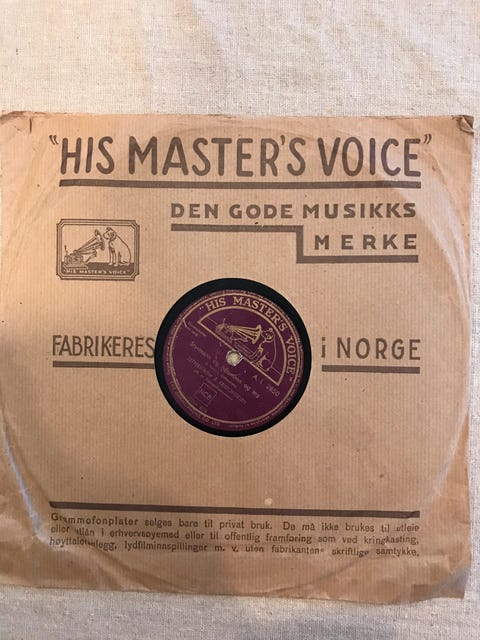 "HIS MASTER'S VOICE"
DEN GODE MUSIKKS
MERKE
"HIS MASTER'S VOICE"
"HIS MASTER'S VOICE"
FABRIKERES I NORGE
A.L. 2830
NCB
Grammofonplater selges bare til privat bruk. De må ikke brukes til utleie
eller utlån i erhvervsøyemed eller til offentlig framføring som ved kringkasting,
høyttaleranlegg, lydfilminnspillinger m. v. uten fabrikantens skriftlige samtykke.